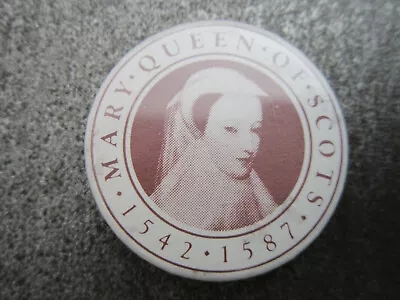 MARY · QUEEN · OF · SCOTS
· 1542 · 1587 ·